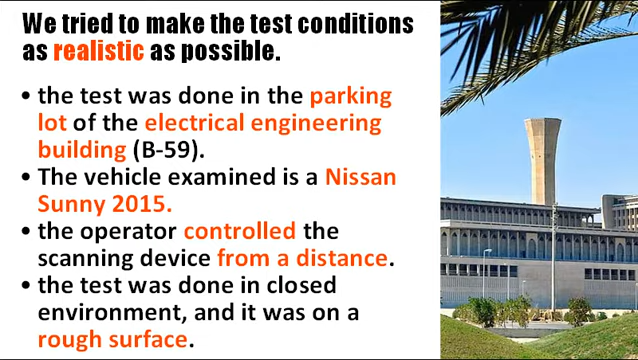 We tried to make the test conditions
as realistic as possible.
• the test was done in the parking
lot of the electrical engineering
building (B-59).
• The vehicle examined is a Nissan
Sunny 2015.
• the operator controlled the
scanning device from a distance.
• the test was done in closed
environment, and it was on a
rough surface.